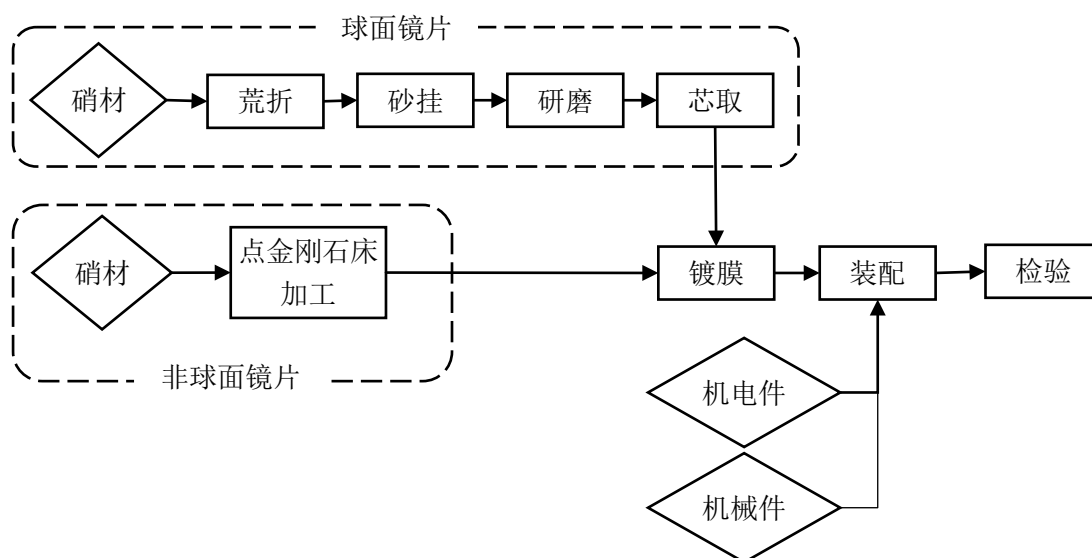 球面镜片
硝材
荒折
砂挂
研磨
芯取
硝材
点金刚石床
加工
镀膜
装配
检验
非球面镜片
机电件
机械件